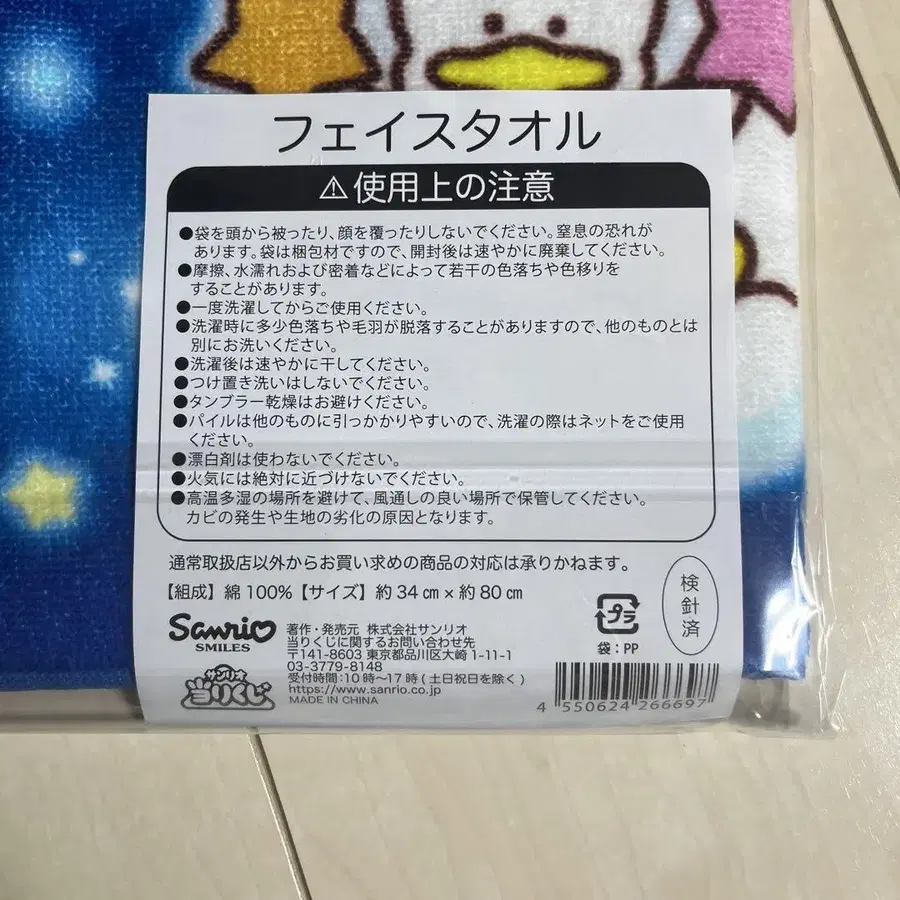 フェイスタオル
⚠使用上の注意
●袋を頭から被ったり、顔を覆ったりしないでください。窒息の恐れが
あります。袋は梱包材ですので、開封後は速やかに廃棄してください。
●摩擦、水濡れおよび密着などによって若干の色落ちや色移りを
することがあります。
●一度洗濯してからご使用ください。
●洗濯時に多少色落ちや毛羽が脱落することがありますので、他のものとは
別にお洗いください。
●洗濯後は速やかに干してください。
●つけ置き洗いはしないでください。
●タンブラー乾燥はお避けください。
●パイルは他のものに引っかかりやすいので、洗濯の際はネットをご使用
ください。
●漂白剤は使わないでください。
●火気には絶対に近づけないでください。
●高温多湿の場所を避けて、風通しの良い場所で保管してください。
カビの発生や生地の劣化の原因となります。
通常取扱店以外からお買い求めの商品の対応は承りかねます。
【組成】綿100%【サイズ】約34㎝×約80㎝
検針済
プラ
袋：PP
Sanrio
SMILES
著作・発売元 株式会社サンリオ
当りくじに関するお問い合わせ先
〒141-8603 東京都品川区大崎1-11-1
03-3779-8148
受付時間：10時〜17時(土日祝日を除く)
https://www.sanrio.co.jp
MADE IN CHINA
サンリオ
当りくじ
4 550624 266697